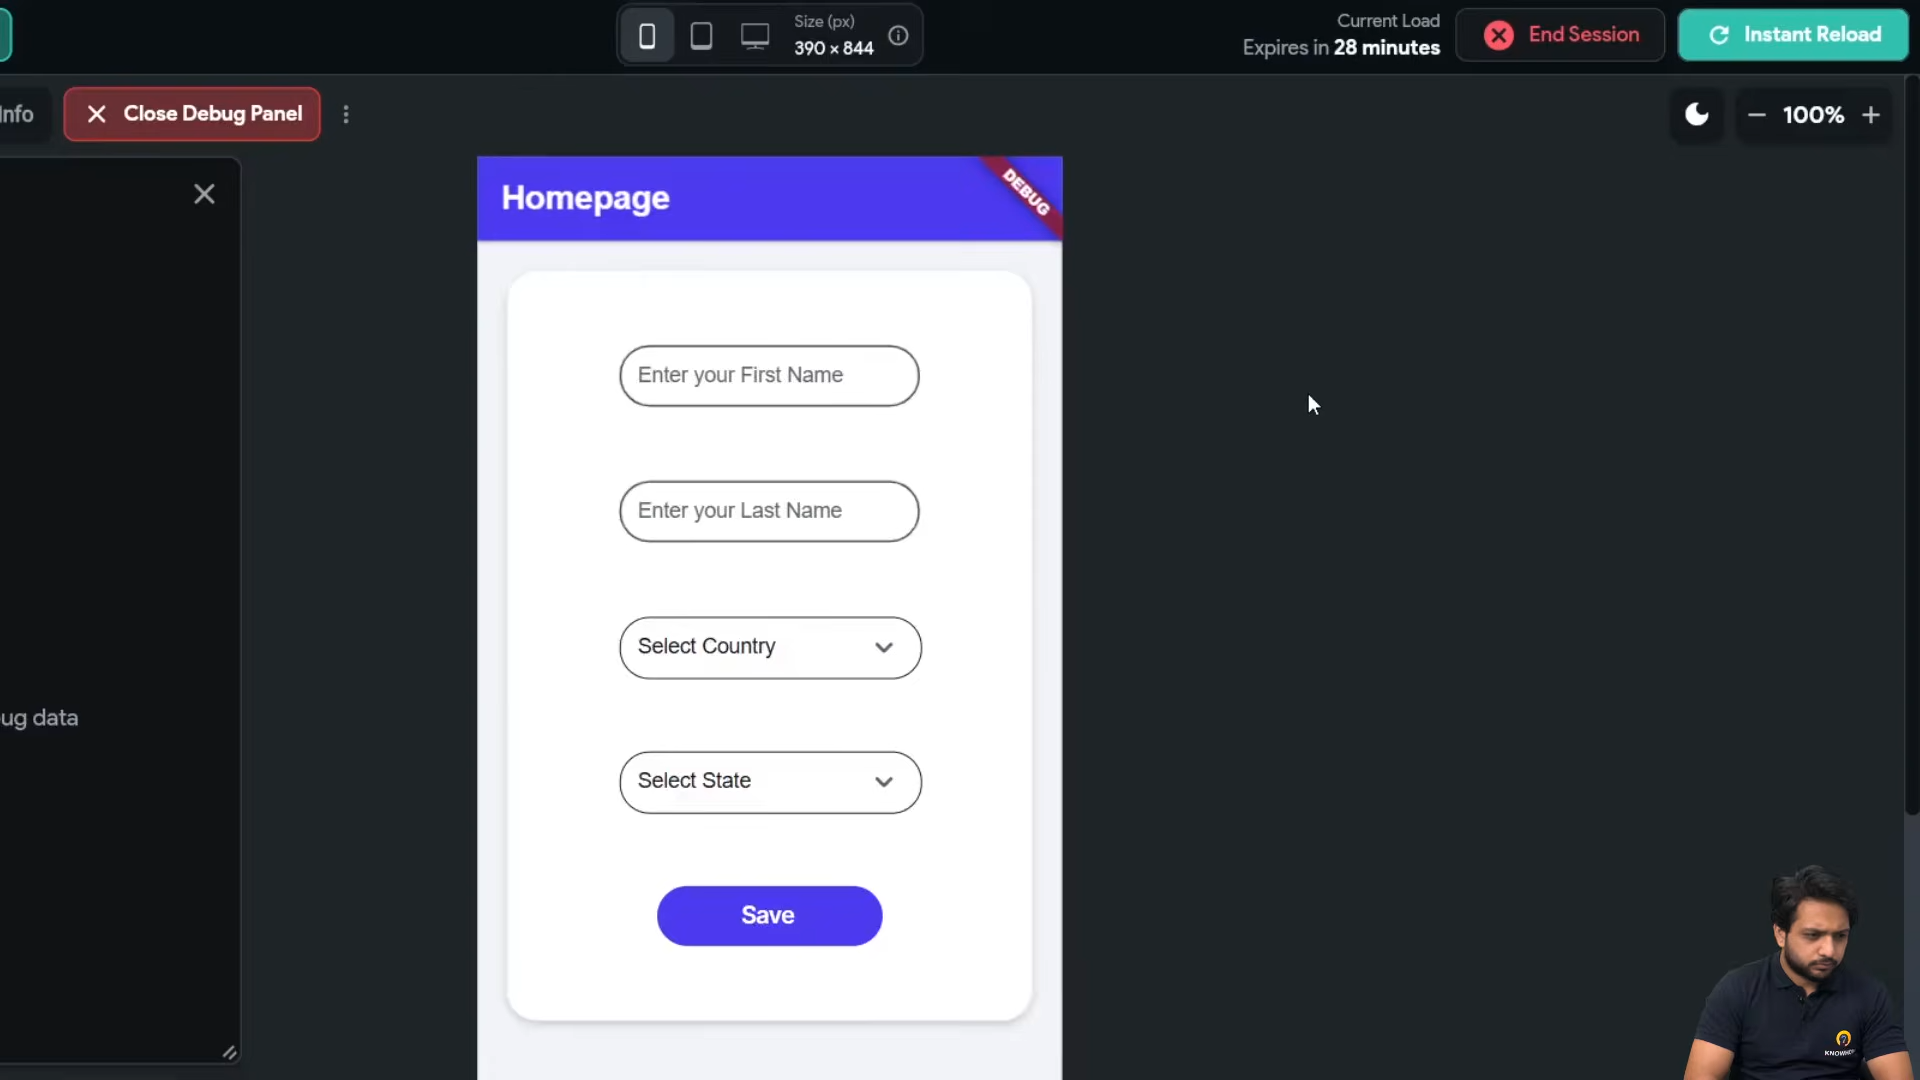 Size (px)
390 × 844
Current Load
Expires in 28 minutes
End Session
Instant Reload
Info
Close Debug Panel
100%
Homepage
DEBUG
Enter your First Name
Enter your Last Name
Select Country
ug data
Select State
Save